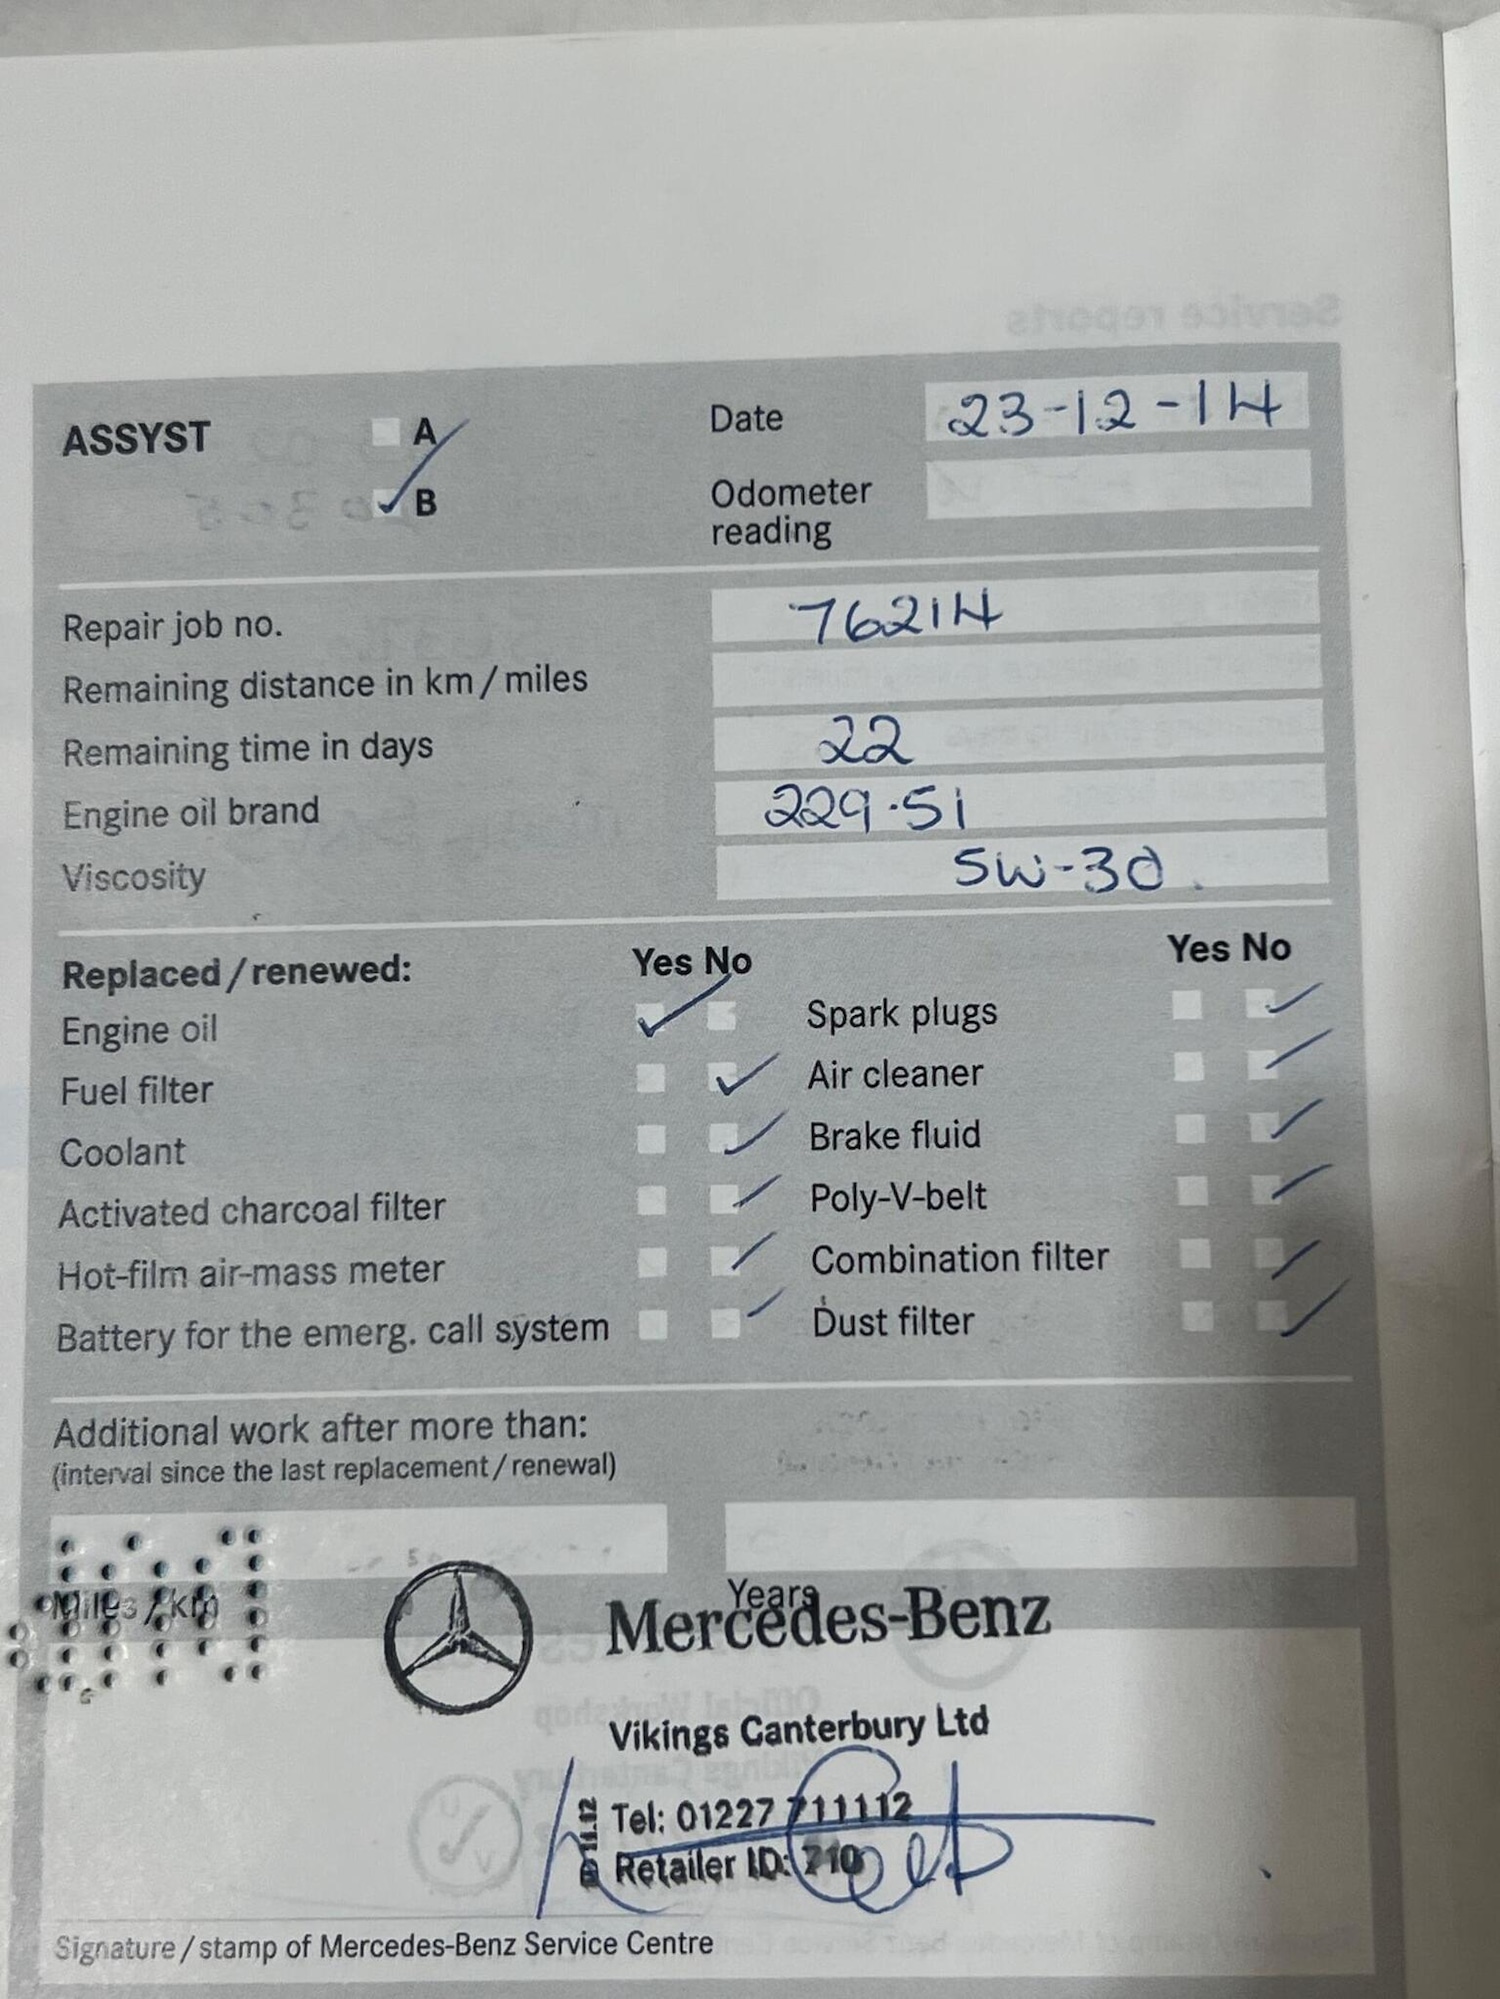 ASSYST A Date 23-12-14
B Odometer
reading
Repair job no. 76214
Remaining distance in km / miles
Remaining time in days 22
Engine oil brand 229.51
Viscosity 5W-30
Replaced / renewed: Yes No Yes No
Engine oil Spark plugs
Fuel filter Air cleaner
Coolant Brake fluid
Activated charcoal filter Poly-V-belt
Hot-film air-mass meter Combination filter
Battery for the emerg. call system Dust filter
Additional work after more than:
(interval since the last replacement / renewal)
Miles / km Years
Mercedes-Benz
Vikings Canterbury Ltd
Tel: 01227 711112
Retailer ID: 710
Signature / stamp of Mercedes-Benz Service Centre